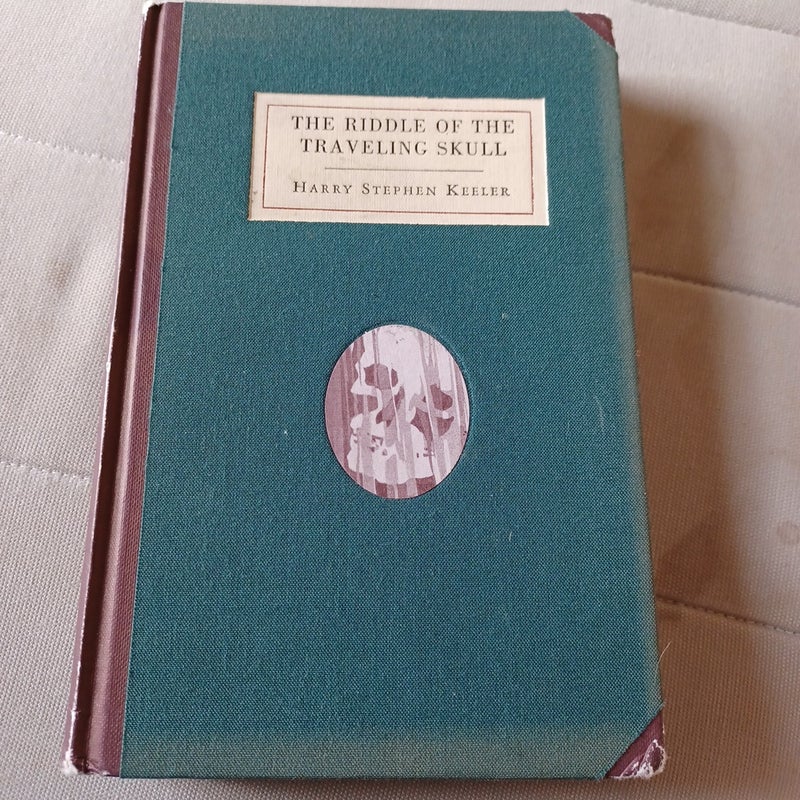 THE RIDDLE OF THE
TRAVELING SKULL
HARRY STEPHEN KEELER